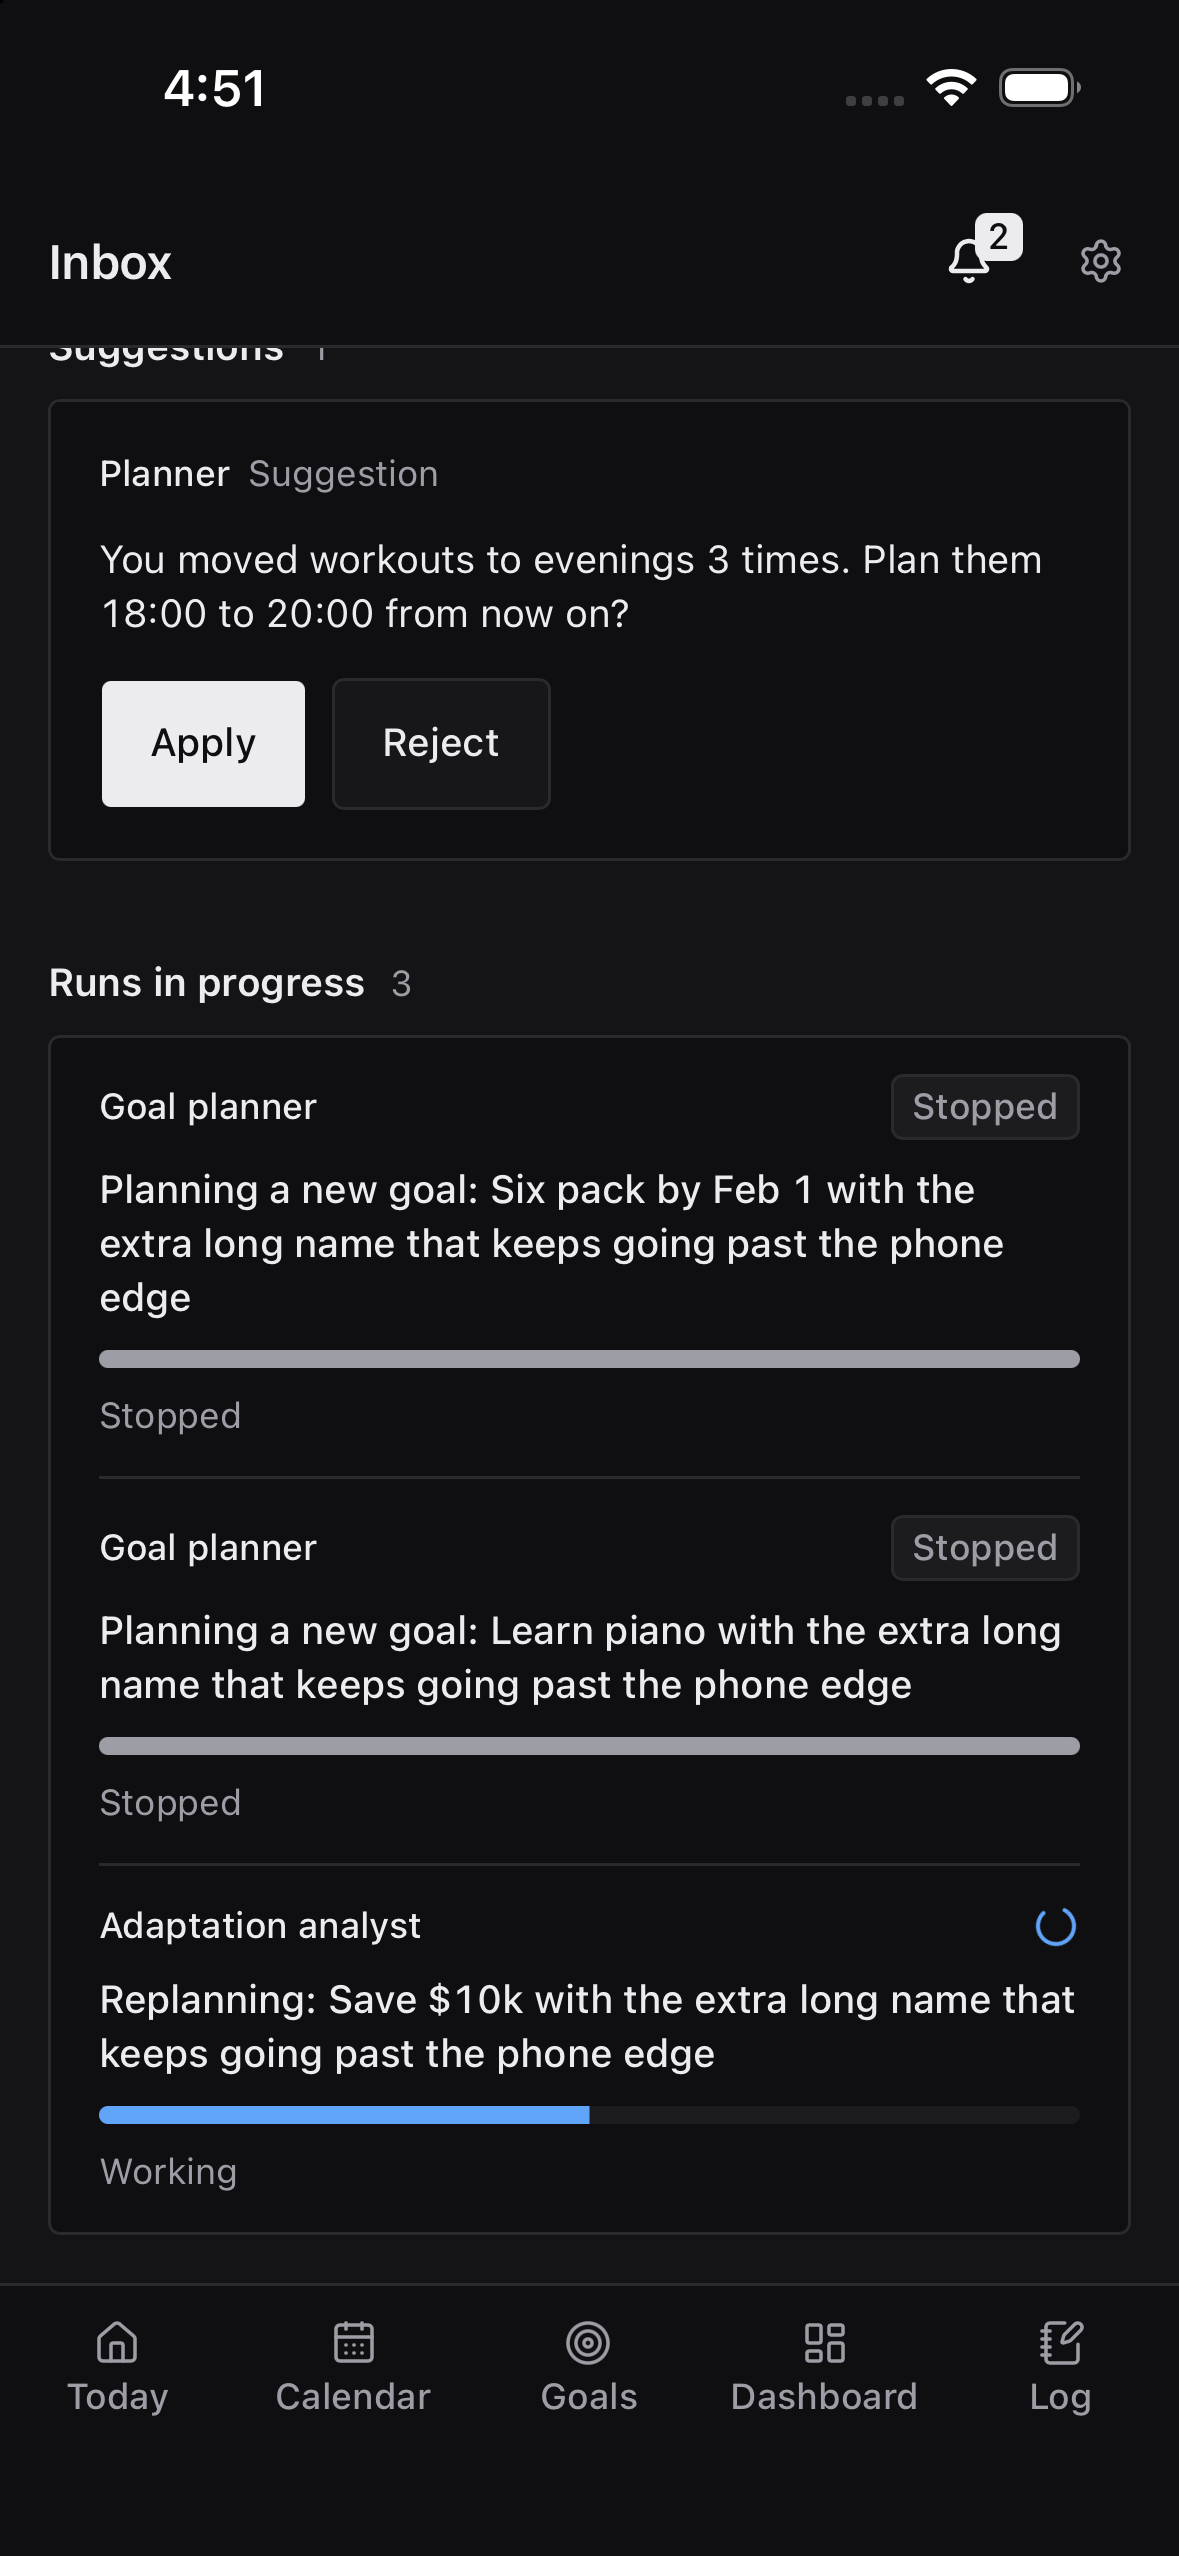 4:51
Inbox
2
Suggestions 1
Planner Suggestion
You moved workouts to evenings 3 times. Plan them
18:00 to 20:00 from now on?
Apply
Reject
Runs in progress 3
Goal planner
Stopped
Planning a new goal: Six pack by Feb 1 with the
extra long name that keeps going past the phone
edge
Stopped
Goal planner
Stopped
Planning a new goal: Learn piano with the extra long
name that keeps going past the phone edge
Stopped
Adaptation analyst
Replanning: Save $10k with the extra long name that
keeps going past the phone edge
Working
Today
Calendar
Goals
Dashboard
Log